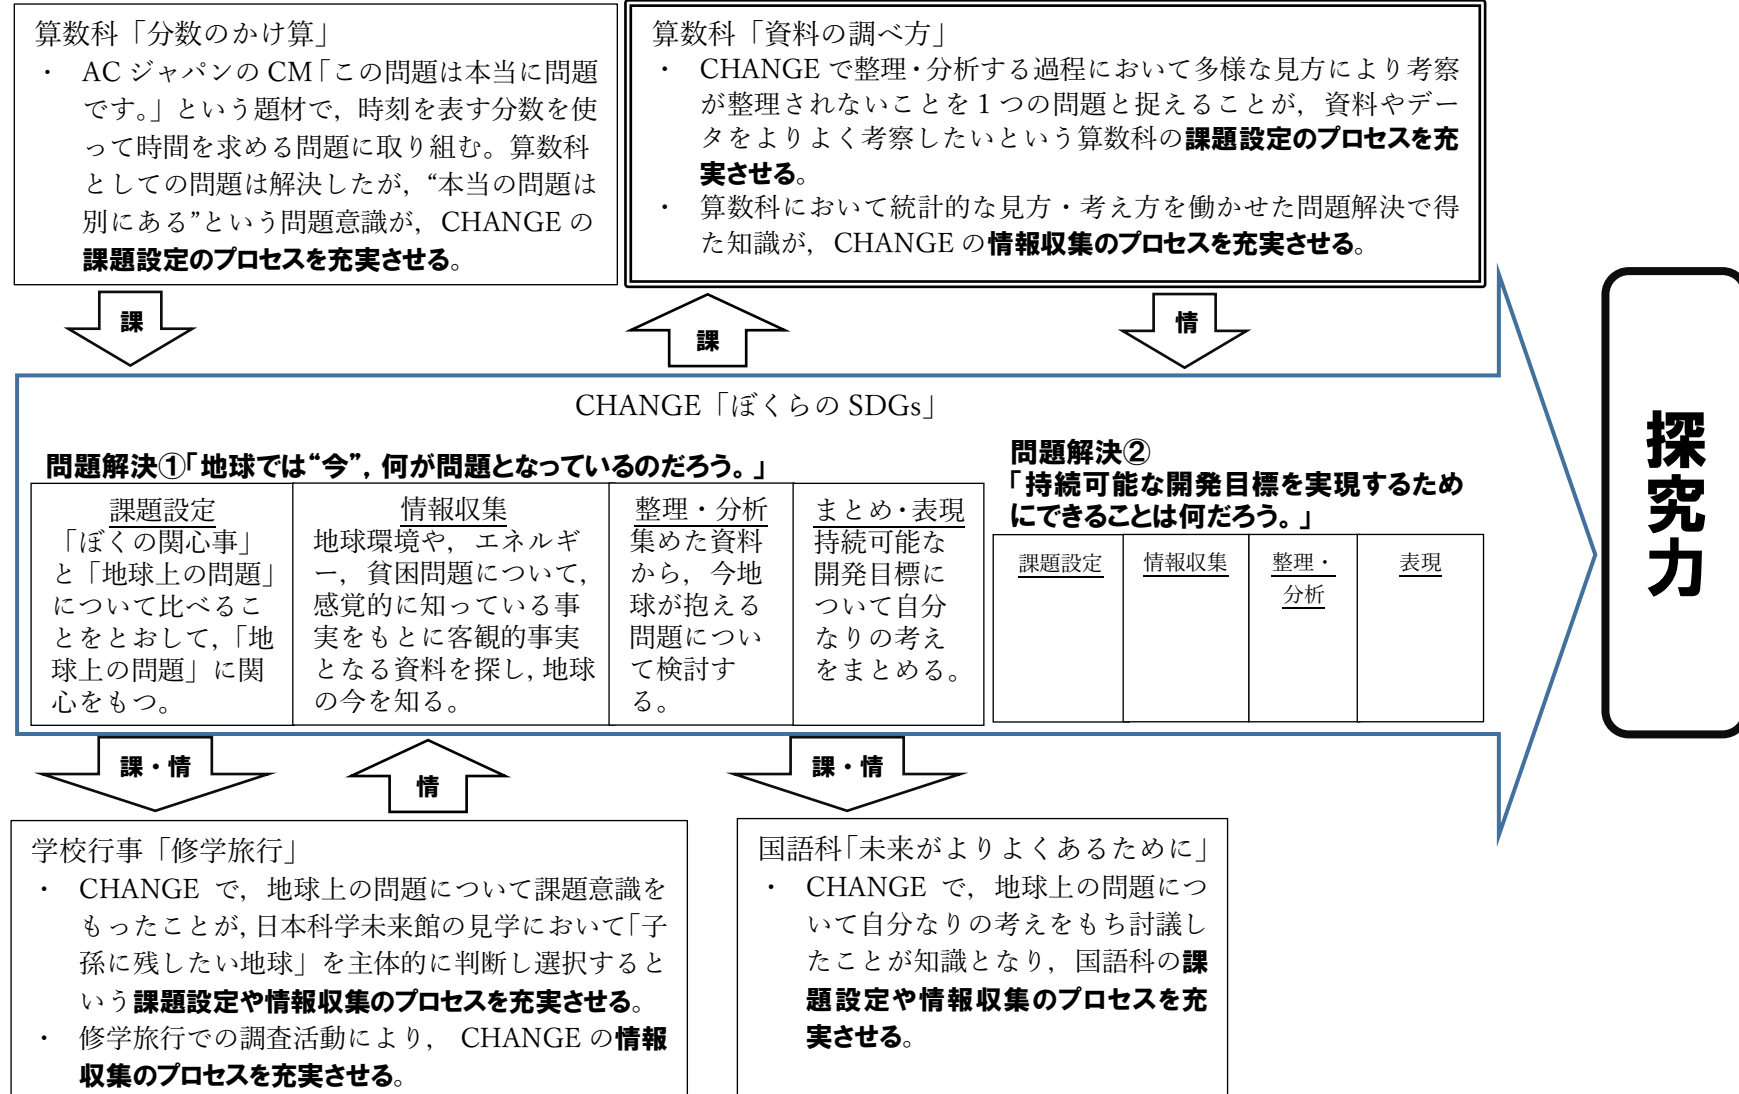 算数科「分数のかけ算」
・ AC ジャパンの CM「この問題は本当に問題
です。」という題材で，時刻を表す分数を使
って時間を求める問題に取り組む。算数科
としての問題は解決したが，“本当の問題は
別にある”という問題意識が，CHANGE の
課題設定のプロセスを充実させる。
算数科「資料の調べ方」
・ CHANGE で整理・分析する過程において多様な見方により考察
が整理されないことを 1 つの問題と捉えることが，資料やデー
タをよりよく考察したいという算数科の課題設定のプロセスを充
実させる。
・ 算数科において統計的な見方・考え方を働かせた問題解決で得
た知識が，CHANGE の情報収集のプロセスを充実させる。
課
課
情
CHANGE「ぼくらの SDGs」
問題解決①「地球では“今”，何が問題となっているのだろう。」
課題設定
「ぼくの関心事」
と「地球上の問題」
について比べるこ
とをとおして，「地
球上の問題」に関
心をもつ。
情報収集
地球環境や，エネルギ
ー，貧困問題について，
感覚的に知っている事
実をもとに客観的事実
となる資料を探し，地球
の今を知る。
整理・分析
集めた資料
から，今地
球が抱える
問題につい
て検討す
る。
まとめ・表現
持続可能な
開発目標に
ついて自分
なりの考え
をまとめる。
問題解決②
「持続可能な開発目標を実現するため
にできることは何だろう。」
課題設定
情報収集
整理・
分析
表現
探究力
課・情
情
課・情
学校行事「修学旅行」
・ CHANGE で，地球上の問題について課題意識を
もったことが，日本科学未来館の見学において「子
孫に残したい地球」を主体的に判断し選択すると
いう課題設定や情報収集のプロセスを充実させる。
・ 修学旅行での調査活動により， CHANGE の情報
収集のプロセスを充実させる。
国語科「未来がよりよくあるために」
・ CHANGE で，地球上の問題につ
いて自分なりの考えをもち討議し
たことが知識となり，国語科の課
題設定や情報収集のプロセスを充
実させる。